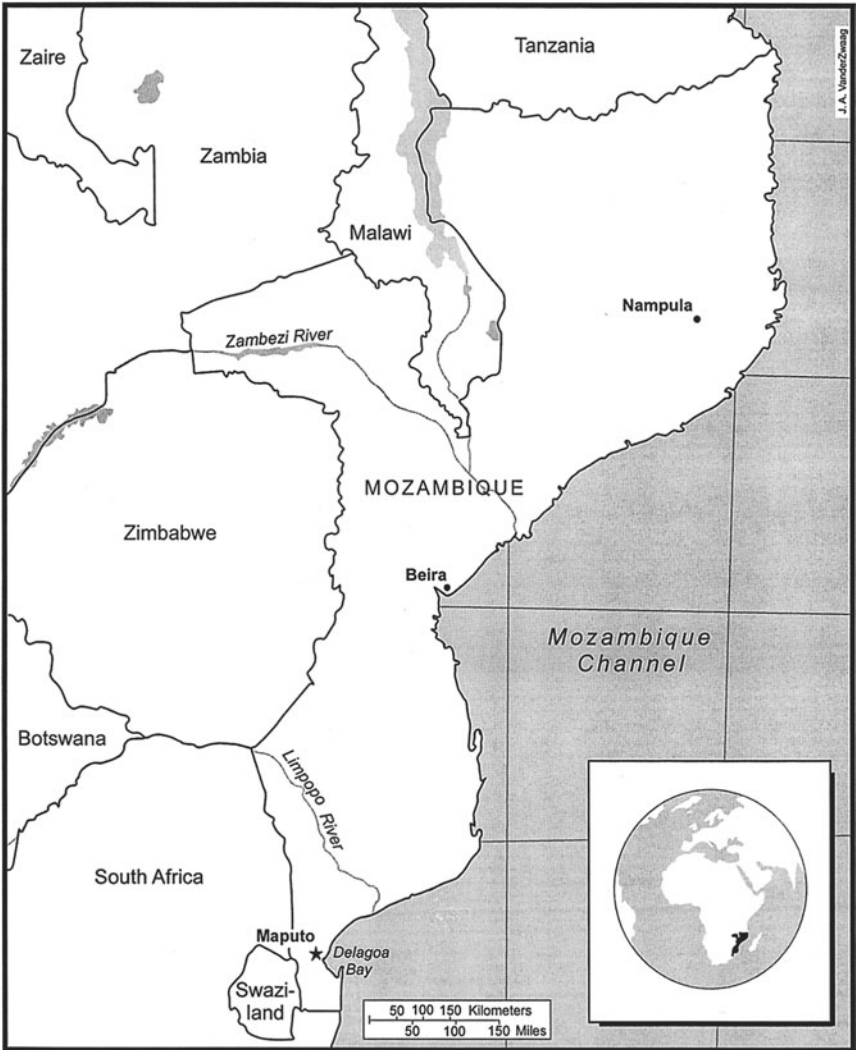 Zaire
Tanzania
J. A. VanderZwaag
Zambia
Malawi
Nampula
Zambezi River
MOZAMBIQUE
Zimbabwe
Beira
Mozambique
Channel
Botswana
Limpopo
River
South Africa
Maputo
Delagoa
Bay
Swazi-
land
50 100 150 Kilometers
50 100 150 Miles